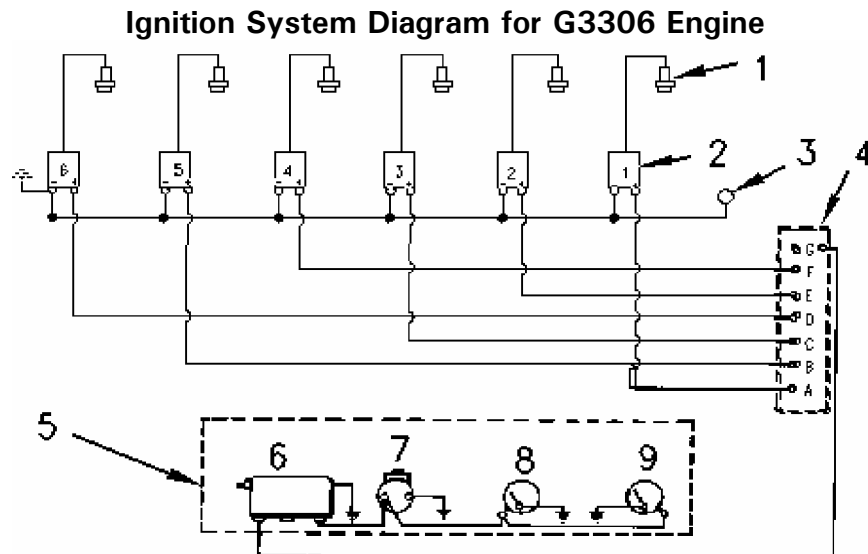 Ignition System Diagram for G3306 Engine
1
6 5 4 3 2 1 2 3 4
- + - + - + - + - + - +
G
F
E
D
C
B
A
5
6 7 8 9